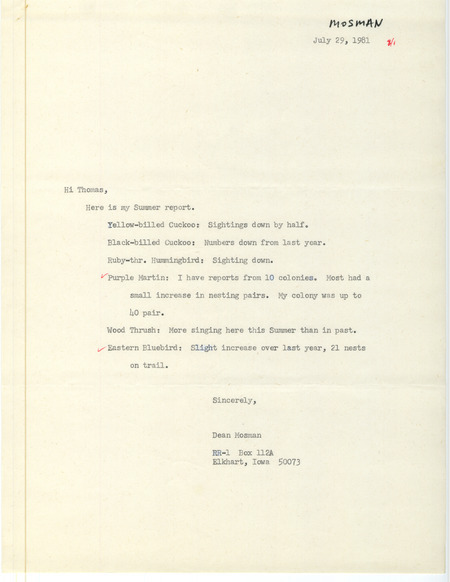 MOSMAN
July 29, 1981
Hi Thomas,
Here is my Summer report.
Yellow-billed Cuckoo: Sightings down by half.
Black-billed Cuckoo: Numbers down from last year.
Ruby-thr. Hummingbird: Sighting down.
Purple Martin: I have reports from 10 colonies. Most had a
small increase in nesting pairs. My colony was up to
40 pair.
Wood Thrush: More singing here this Summer than in past.
Eastern Bluebird: Slight increase over last year, 21 nests
on trail.
Sincerely,
Dean Mosman
RR-1 Box 112A
Elkhart, Iowa 50073